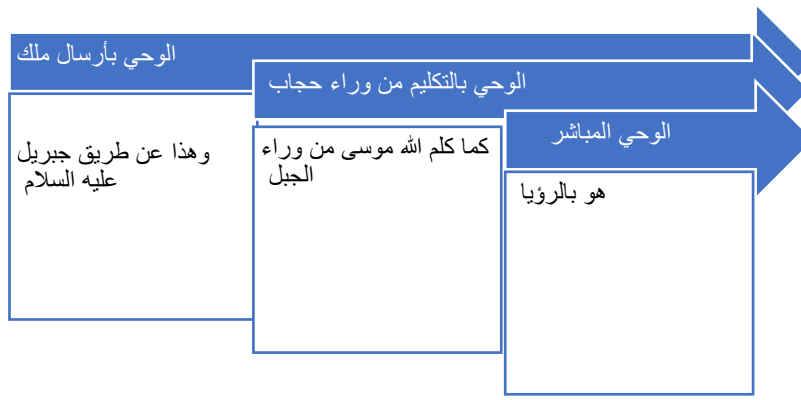 الوحي بأرسال ملك
وهذا عن طريق جبريل
عليه السلام
الوحي بالتكليم من وراء حجاب
كما كلم الله موسى من وراء
الجبل
الوحي المباشر
هو بالرؤيا